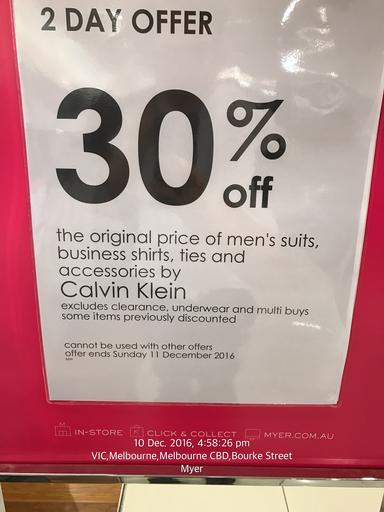 2 DAY OFFER
30% off
the original price of men's suits,
business shirts, ties and
accessories by
Calvin Klein
excludes clearance, underwear and multi buys
some items previously discounted
cannot be used with other offers
offer ends Sunday 11 December 2016
IN-STORE CLICK & COLLECT MYER.COM.AU
10 Dec. 2016, 4:58:26 pm
VIC,Melbourne,Melbourne CBD,Bourke Street
Myer